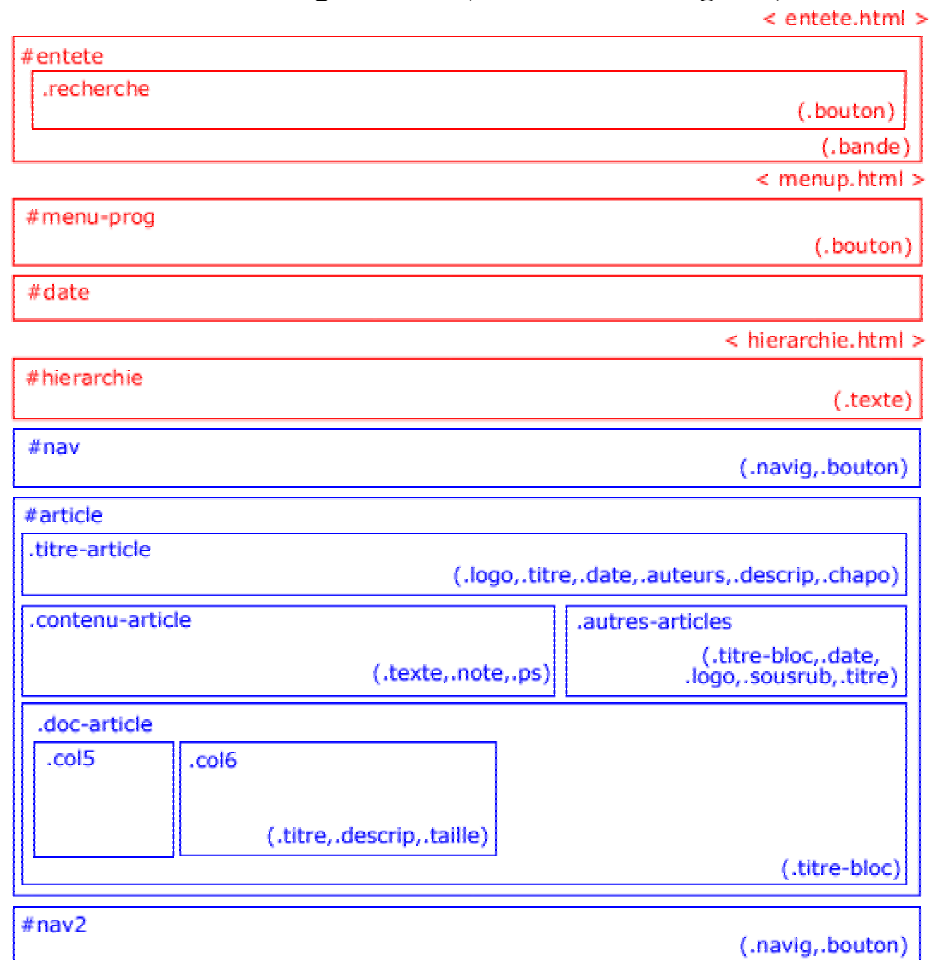 < entete.html >
#entete
.recherche
(.bouton)
(.bande)
< menup.html >
#menu-prog
(.bouton)
#date
< hierarchie.html >
#hierarchie
(.texte)
#nav
(.navig,.bouton)
#article
.titre-article
(.logo,.titre,.date,.auteurs,.descrip,.chapo)
.contenu-article
(.texte,.note,.ps)
.autres-articles
(.titre-bloc,.date,
.logo,.sousrub,.titre)
.doc-article
.col5
.col6
(.titre,.descrip,.taille)
(.titre-bloc)
#nav2
(.navig,.bouton)